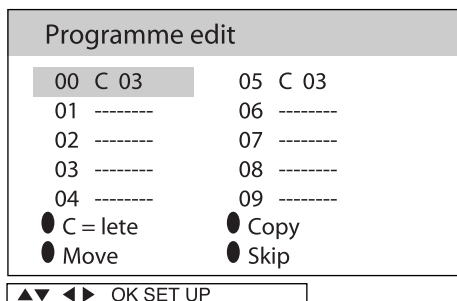 Programme edit
00 C 03 05 C 03
01 -------- 06 --------
02 -------- 07 --------
03 -------- 08 --------
04 -------- 09 --------
C = lete Copy
Move Skip
▲▼ ◀▶ OK SET UP